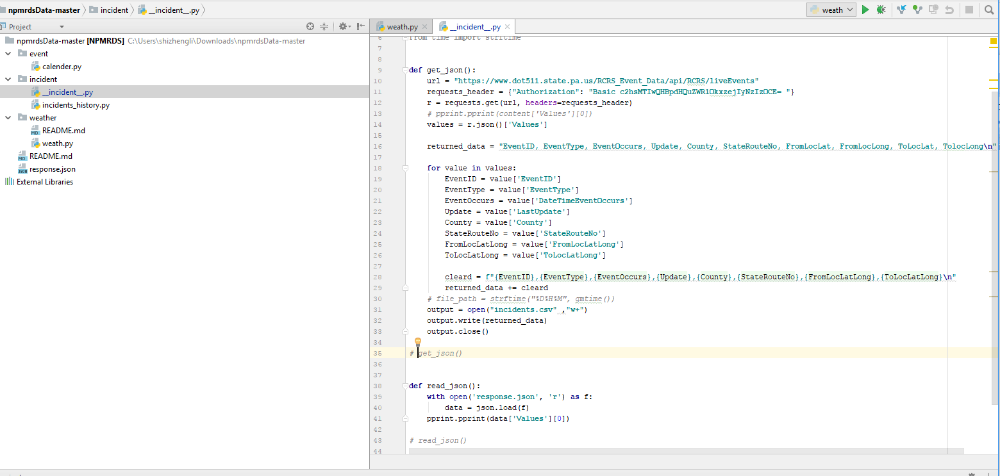 npmrdsData-master
incident
__incident__.py
weath
Project
npmrdsData-master [NPMRDS] C:\Users\shizhengli\Downloads\npmrdsData-master
event
calender.py
incident
__incident__.py
incidents_history.py
weather
README.md
weath.py
README.md
response.json
External Libraries
weath.py
__incident__.py
6 from time import strftime
7
8
9 def get_json():
10 url = "https://www.dot511.state.pa.us/RCRS_Event_Data/api/RCRS/liveEvents"
11 requests_header = {"Authorization": "Basic c2hsMTIwQHBpdHQuZWR1OkxzejIyNzIzOCE= "}
12 r = requests.get(url, headers=requests_header)
13 # pprint.pprint(content['Values'][0])
14 values = r.json()['Values']
15
16 returned_data = "EventID, EventType, EventOccurs, Update, County, StateRouteNo, FromLocLat, FromLocLong, ToLocLat, TolocLong\n"
17
18 for value in values:
19 EventID = value['EventID']
20 EventType = value['EventType']
21 EventOccurs = value['DateTimeEventOccurs']
22 Update = value['LastUpdate']
23 County = value['County']
24 StateRouteNo = value['StateRouteNo']
25 FromLocLatLong = value['FromLocLatLong']
26 ToLocLatLong = value['ToLocLatLong']
27
28 cleard = f"{EventID},{EventType},{EventOccurs},{Update},{County},{StateRouteNo},{FromLocLatLong},{ToLocLatLong}\n"
29 returned_data += cleard
30 # file_path = strftime("%D%H%M", gmtime())
31 output = open("incidents.csv" ,"w+")
32 output.write(returned_data)
33 output.close()
34
35 # get_json()
36
37
38 def read_json():
39 with open('response.json', 'r') as f:
40 data = json.load(f)
41 pprint.pprint(data['Values'][0])
42
43 # read_json()
44